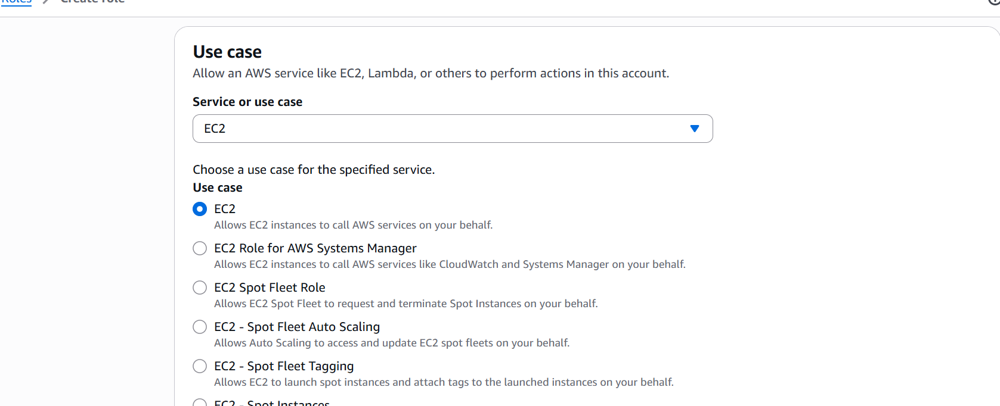 Roles > Create role
Use case
Allow an AWS service like EC2, Lambda, or others to perform actions in this account.
Service or use case
EC2
Choose a use case for the specified service.
Use case
EC2
Allows EC2 instances to call AWS services on your behalf.
EC2 Role for AWS Systems Manager
Allows EC2 instances to call AWS services like CloudWatch and Systems Manager on your behalf.
EC2 Spot Fleet Role
Allows EC2 Spot Fleet to request and terminate Spot Instances on your behalf.
EC2 - Spot Fleet Auto Scaling
Allows Auto Scaling to access and update EC2 spot fleets on your behalf.
EC2 - Spot Fleet Tagging
Allows EC2 to launch spot instances and attach tags to the launched instances on your behalf.
EC2 - Spot Instances